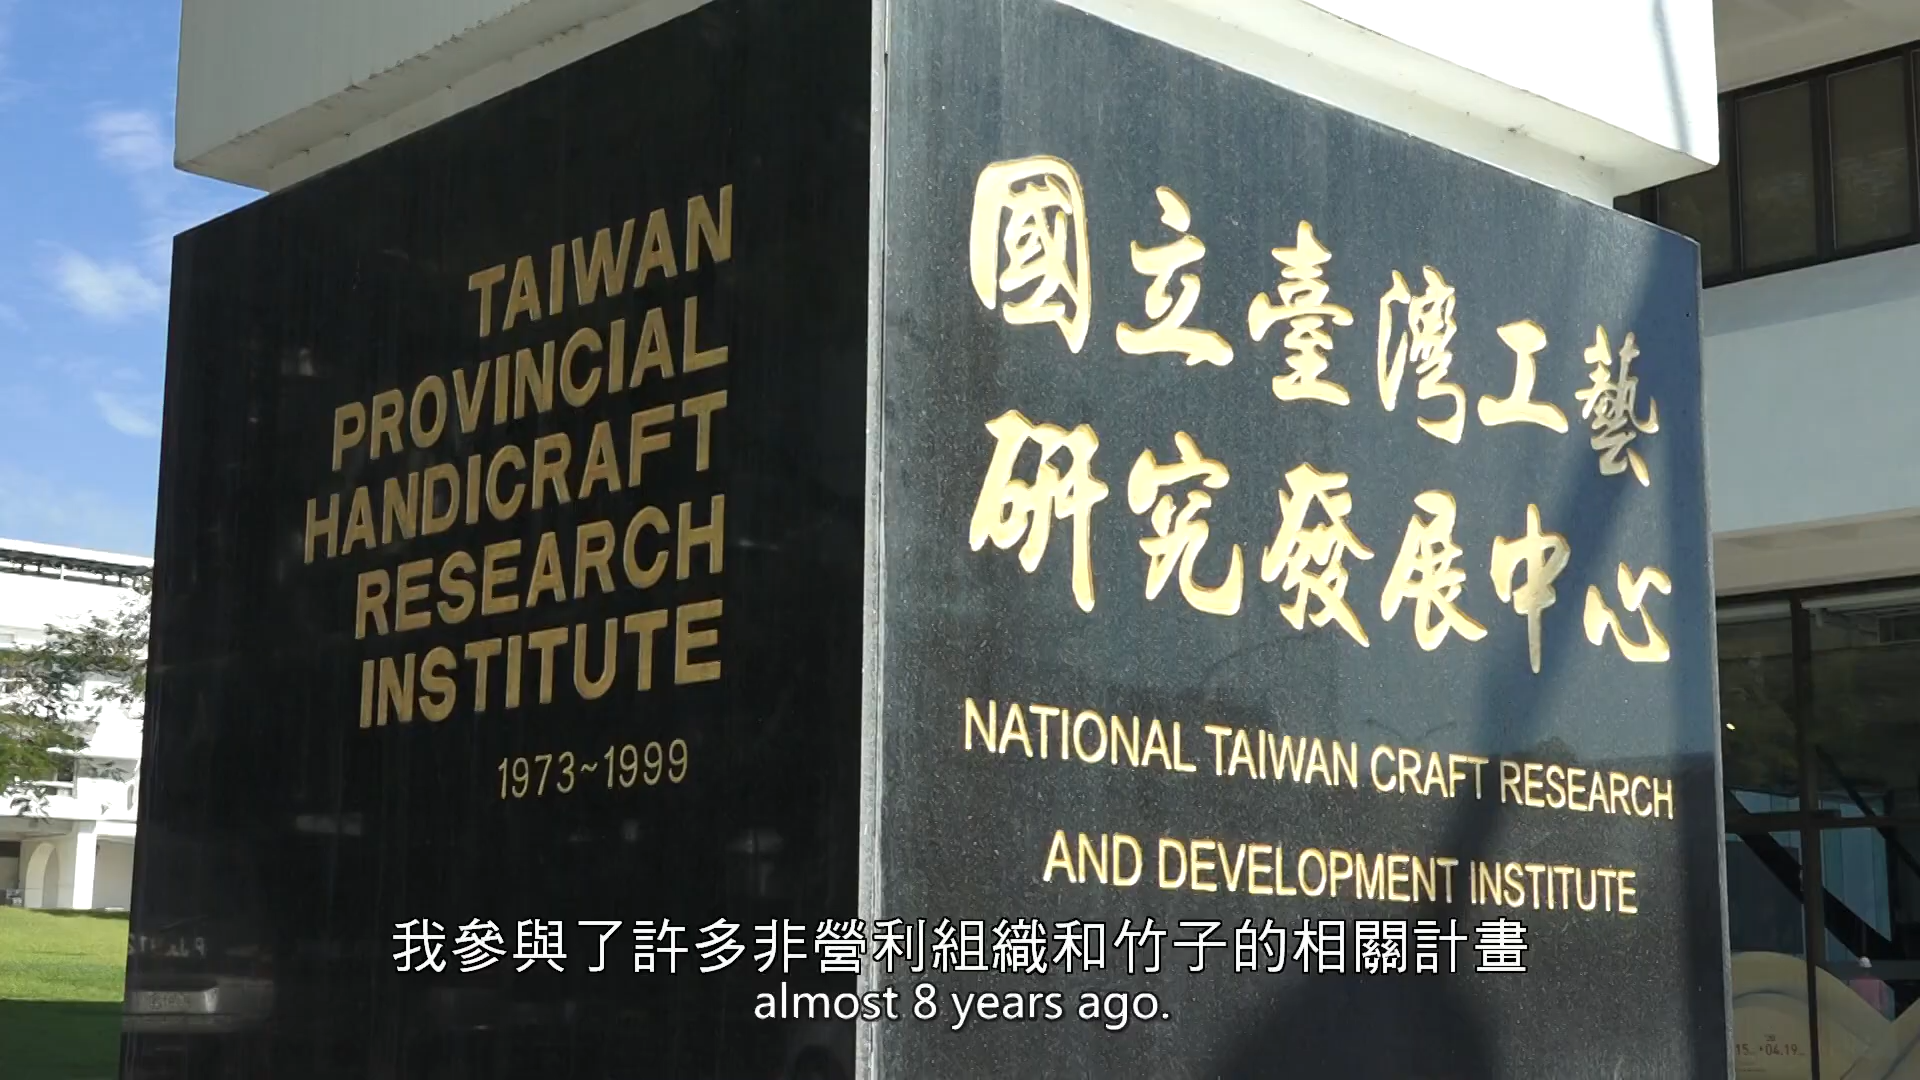 TAIWAN
PROVINCIAL
HANDICRAFT
RESEARCH
INSTITUTE
1973~1999
國立臺灣工藝
研究發展中心
NATIONAL TAIWAN CRAFT RESEARCH
AND DEVELOPMENT INSTITUTE
我參與了許多非營利組織和竹子的相關計畫
almost 8 years ago.